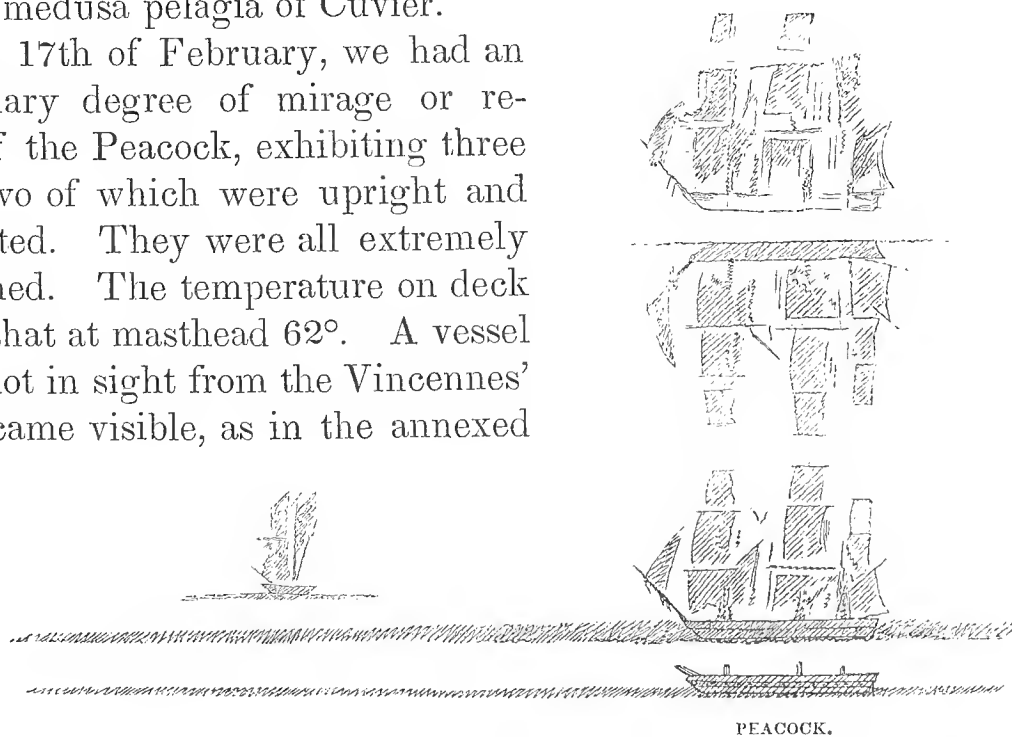 medusa pelagia of Cuvier.
17th of February, we had an
ary degree of mirage or re-
the Peacock, exhibiting three
of which were upright and
ted. They were all extremely
ed. The temperature on deck
hat at masthead 62°. A vessel
ot in sight from the Vincennes’
came visible, as in the annexed
PEACOCK.